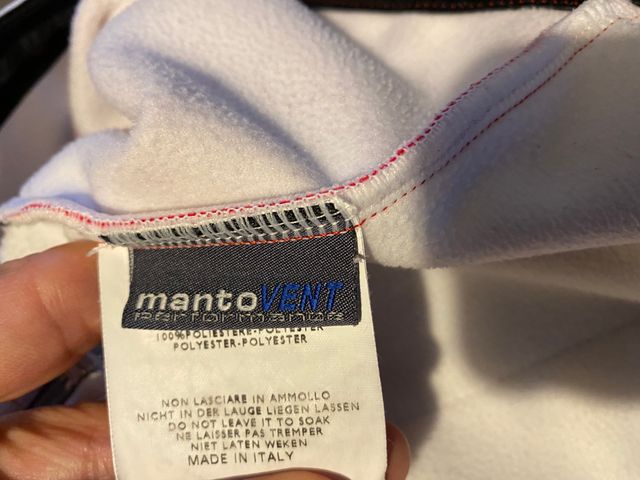 mantoVENT
Performance
100%POLIESTERE-POLYESTER
POLYESTER-POLYESTER
NON LASCIARE IN AMMOLLO
NICHT IN DER LAUGE LIEGEN LASSEN
DO NOT LEAVE IT TO SOAK
NE LAISSER PAS TREMPER
NIET LATEN WEKEN
MADE IN ITALY